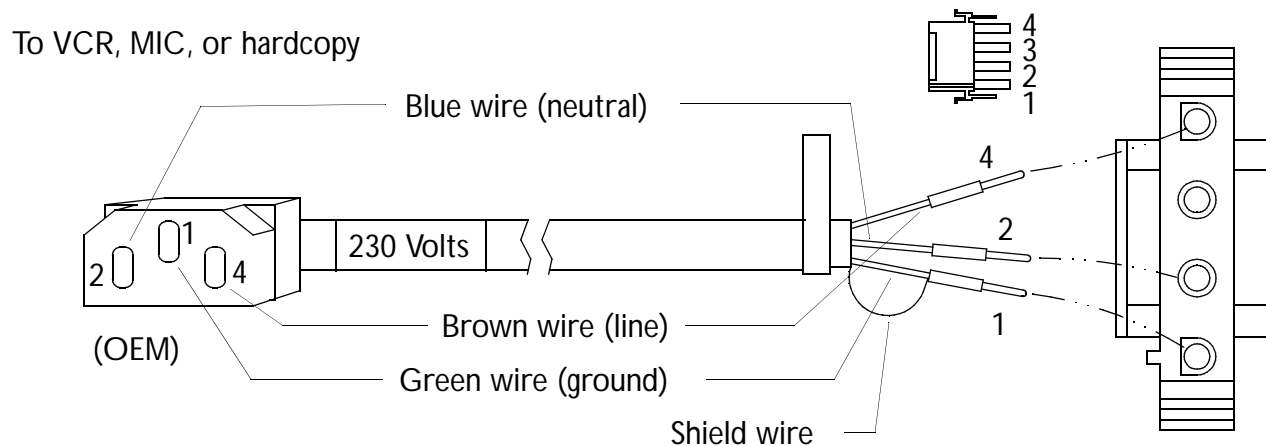 To VCR, MIC, or hardcopy
4
3
2
1
Blue wire (neutral)
4
1
2
4
230 Volts
2
1
Brown wire (line)
(OEM)
Green wire (ground)
Shield wire